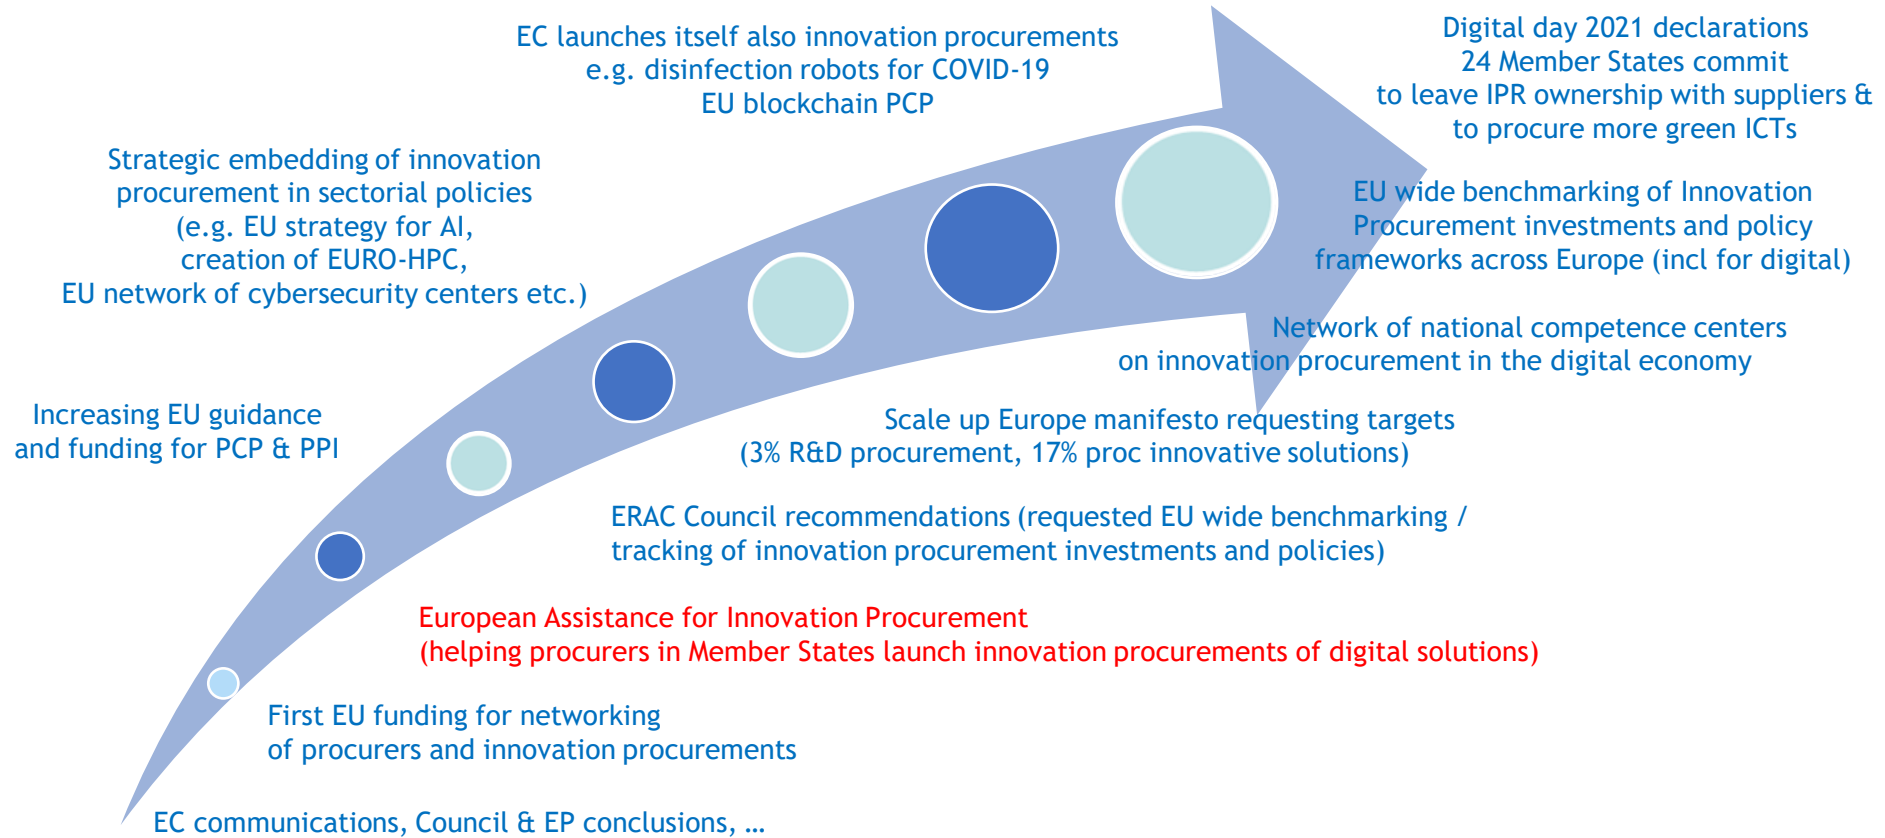 EC launches itself also innovation procurements
e.g. disinfection robots for COVID-19
EU blockchain PCP
Digital day 2021 declarations
24 Member States commit
to leave IPR ownership with suppliers &
to procure more green ICTs
Strategic embedding of innovation
procurement in sectorial policies
(e.g. EU strategy for AI,
creation of EURO-HPC,
EU network of cybersecurity centers etc.)
EU wide benchmarking of Innovation
Procurement investments and policy
frameworks across Europe (incl for digital)
Network of national competence centers
on innovation procurement in the digital economy
Increasing EU guidance
and funding for PCP & PPI
Scale up Europe manifesto requesting targets
(3% R&D procurement, 17% proc innovative solutions)
ERAC Council recommendations (requested EU wide benchmarking /
tracking of innovation procurement investments and policies)
European Assistance for Innovation Procurement
(helping procurers in Member States launch innovation procurements of digital solutions)
First EU funding for networking
of procurers and innovation procurements
EC communications, Council & EP conclusions, …